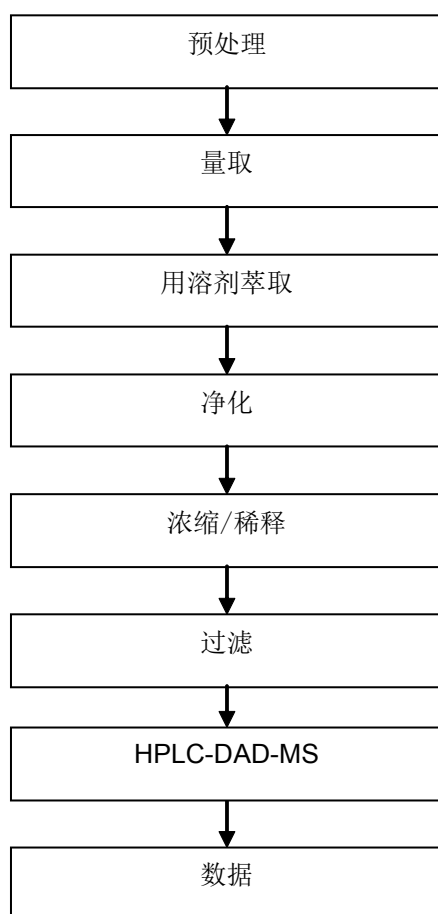 预处理
量取
用溶剂萃取
净化
浓缩/稀释
过滤
HPLC-DAD-MS
数据